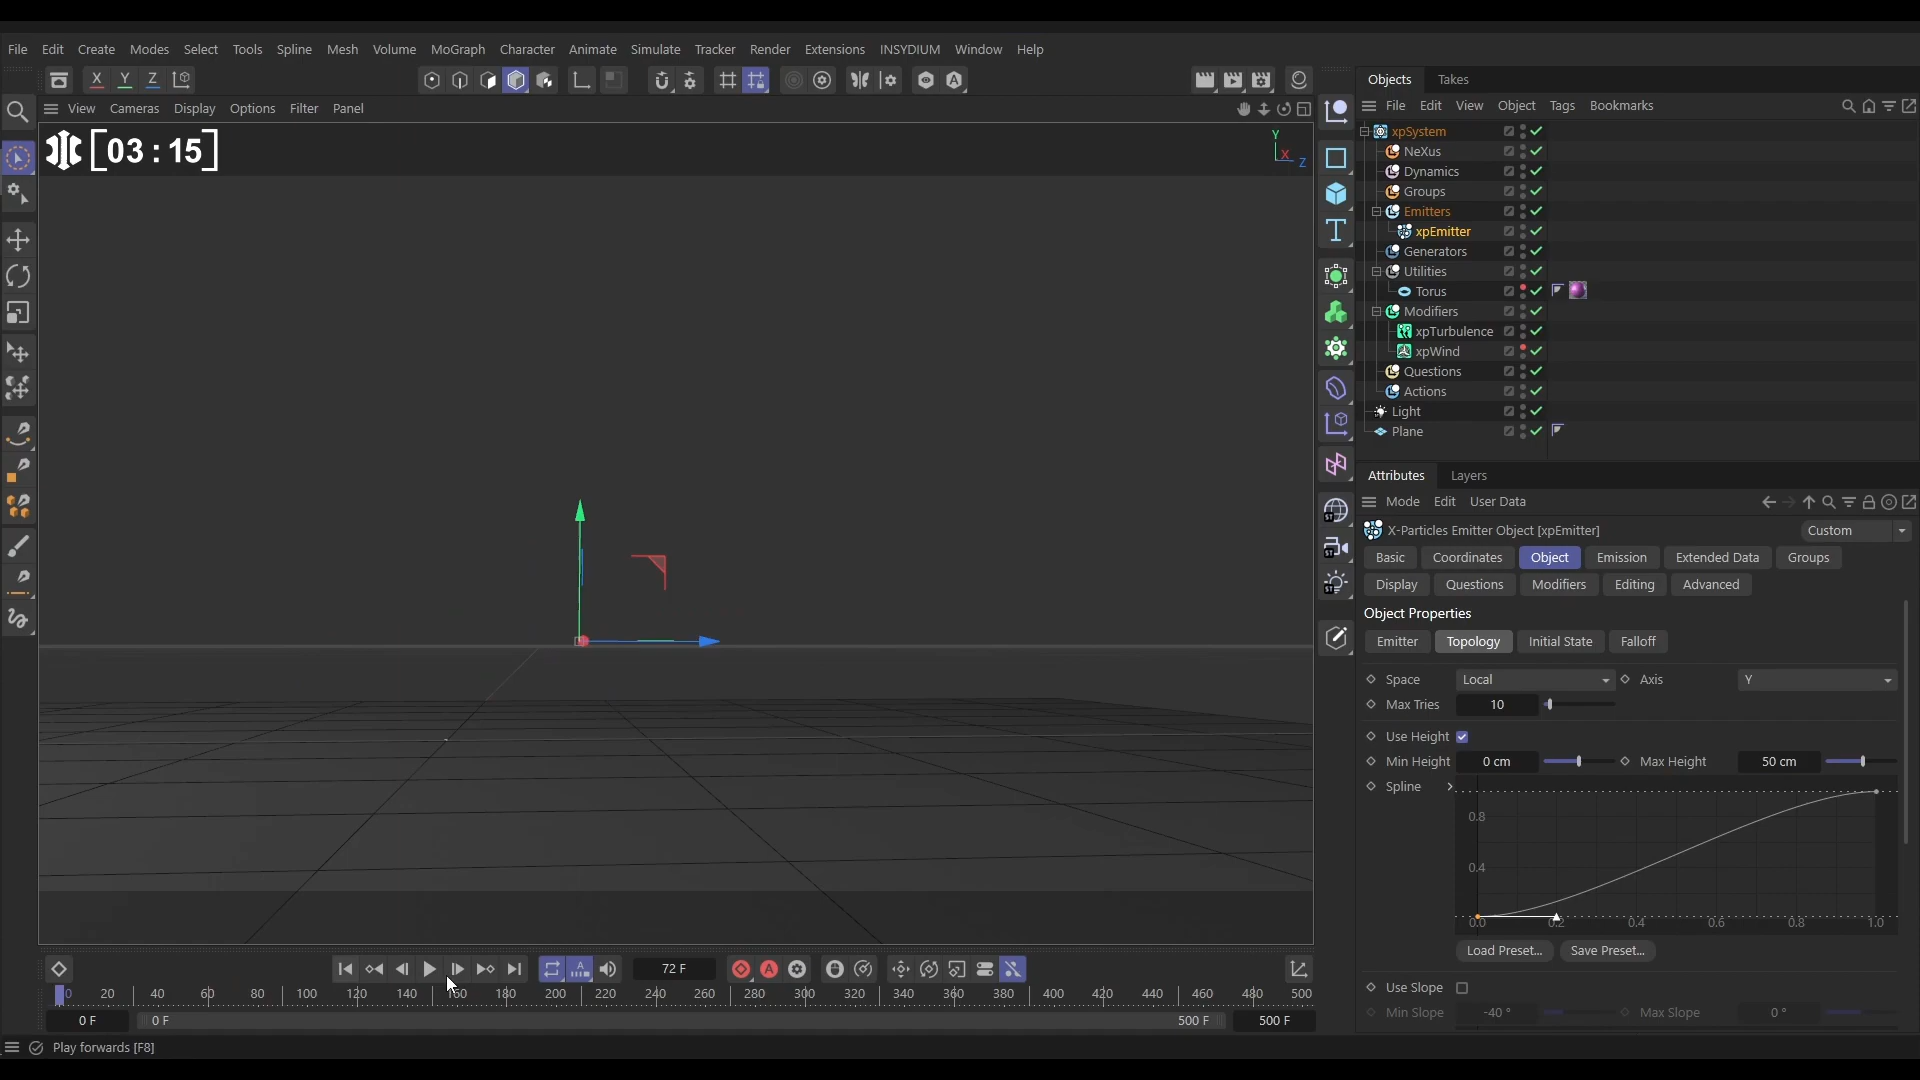 File Edit Create Modes Select Tools Spline Mesh Volume MoGraph Character Animate Simulate Tracker Render Extensions INSYDIUM Window Help
X Y Z
View Cameras Display Options Filter Panel
[03:15]
Y
X
Z
Objects Takes
File Edit View Object Tags Bookmarks
xpSystem
NeXus
Dynamics
Groups
Emitters
xpEmitter
Generators
Utilities
Torus
Modifiers
xpTurbulence
xpWind
Questions
Actions
Light
Plane
Attributes Layers
Mode Edit User Data
X-Particles Emitter Object [xpEmitter] Custom
Basic Coordinates Object Emission Extended Data Groups
Display Questions Modifiers Editing Advanced
Object Properties
Emitter Topology Initial State Falloff
Space Local Axis Y
Max Tries 10
Use Height
Min Height 0 cm Max Height 50 cm
Spline
0.8
0.4
0.0 0.2 0.4 0.6 0.8 1.0
Load Preset... Save Preset...
Use Slope
Min Slope -40 ° Max Slope 0 °
72 F
0 20 40 60 80 100 120 140 160 180 200 220 240 260 280 300 320 340 360 380 400 420 440 460 480 500
0 F 0 F 500 F 500 F
Play forwards [F8]